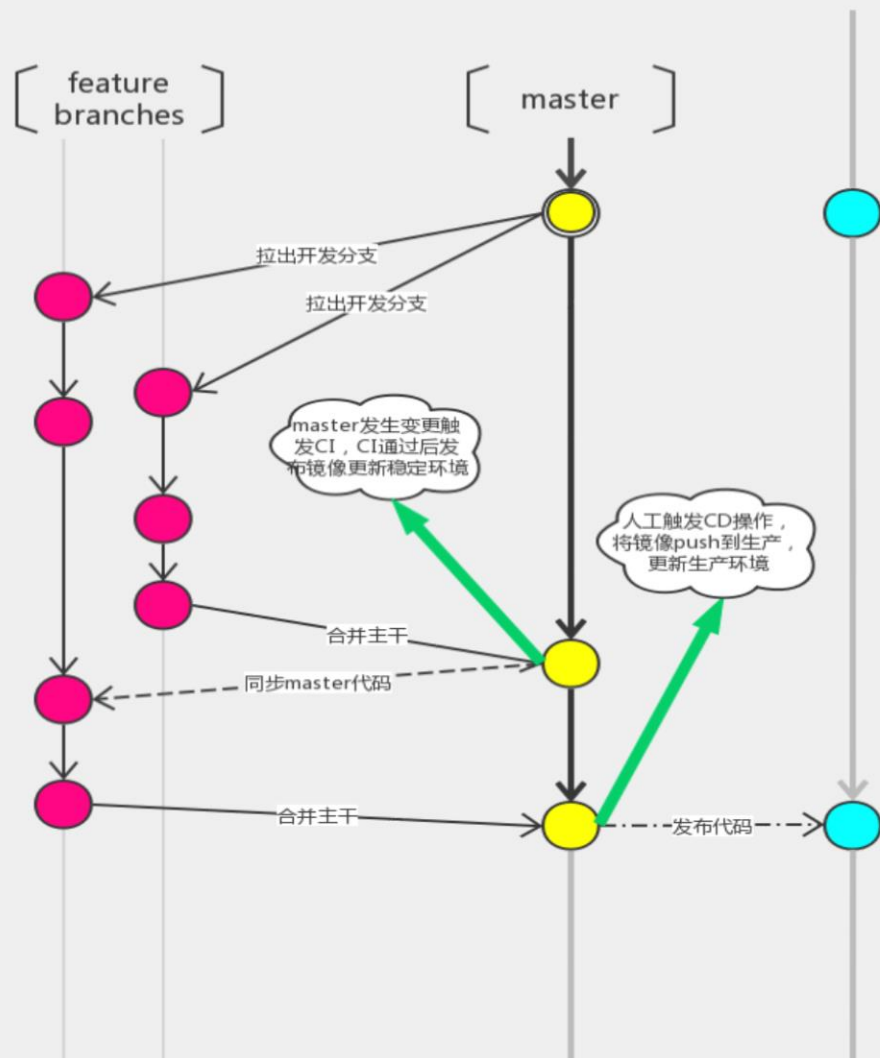 feature
branches
master
拉出开发分支
拉出开发分支
master发生变更触
发CI，CI通过后发
布镜像更新稳定环境
人工触发CD操作，
将镜像push到生产，
更新生产环境
合并主干
同步master代码
合并主干
发布代码